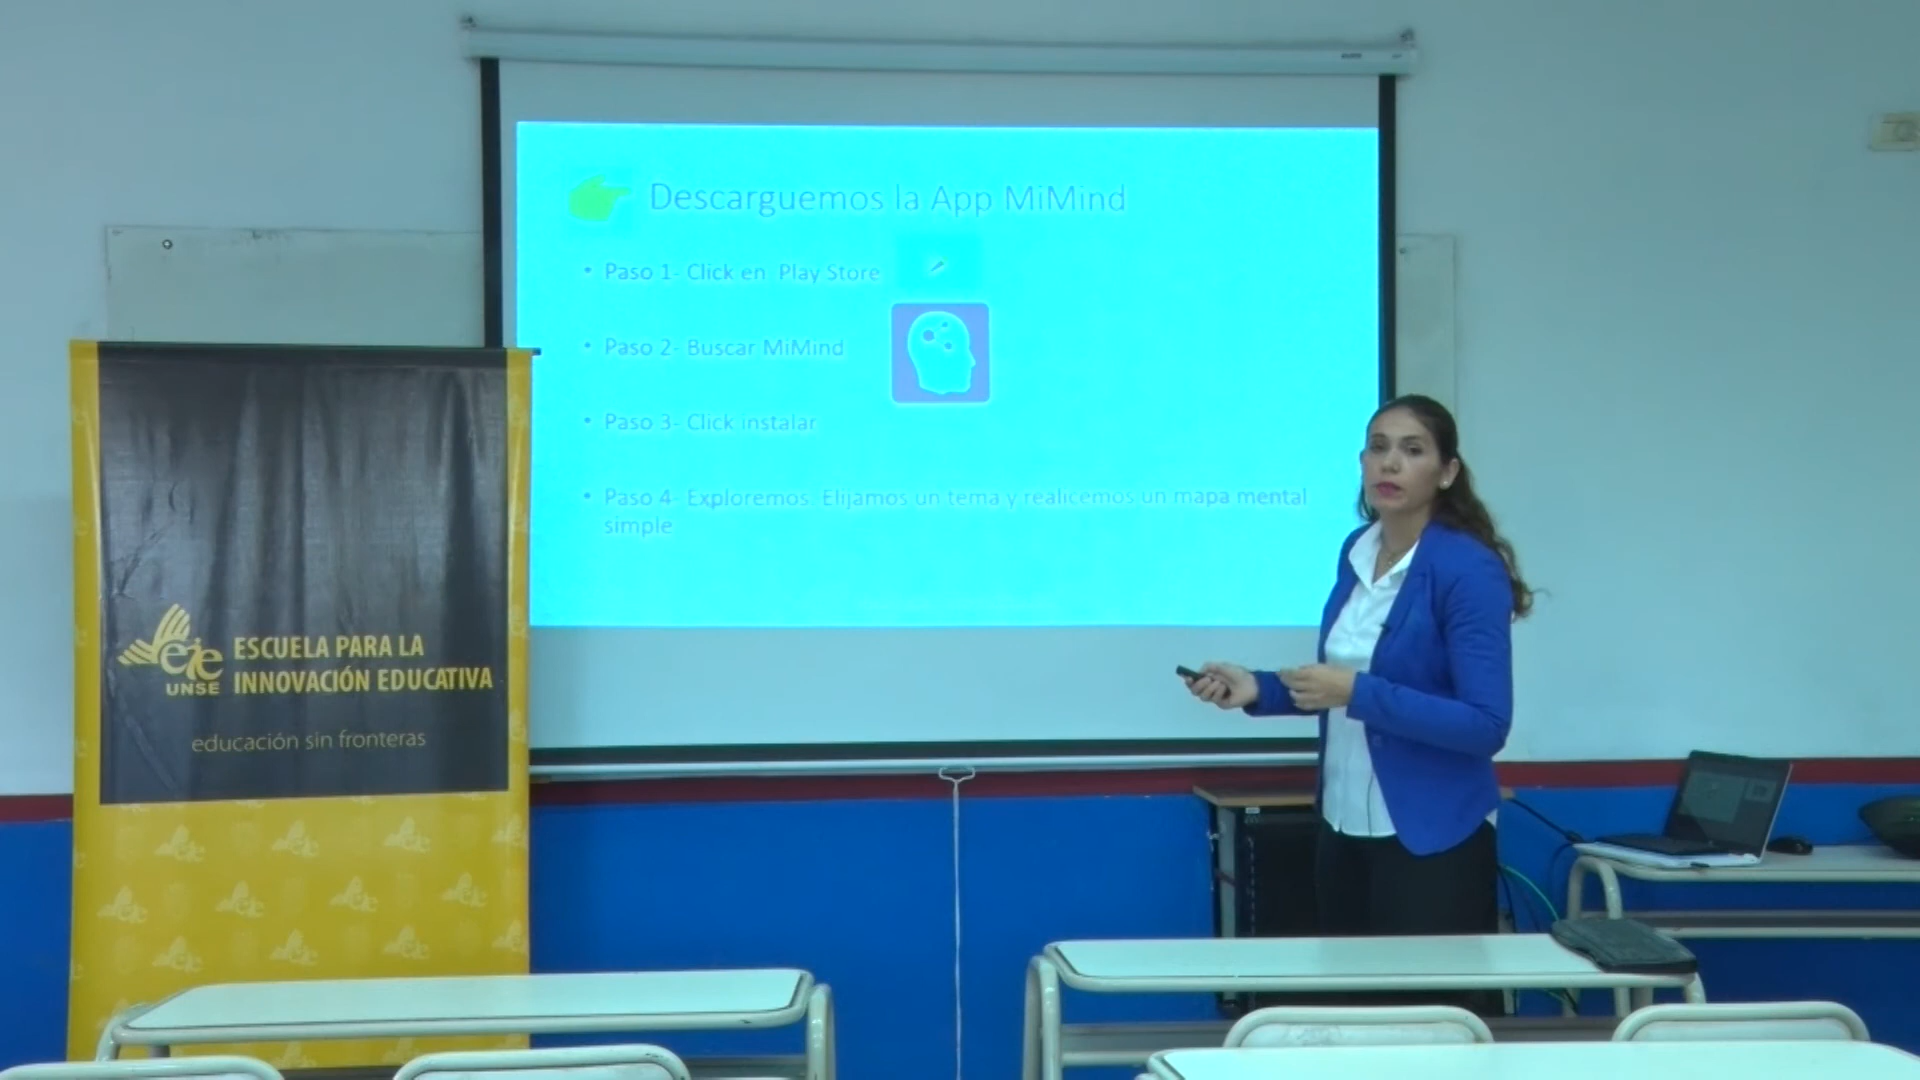 Descarguemos la App MiMind
• Paso 1- Click en Play Store
• Paso 2- Buscar MiMind
• Paso 3- Click instalar
• Paso 4- Exploremos. Elijamos un tema y realicemos un mapa mental
simple
eie
UNSE
ESCUELA PARA LA
INNOVACIÓN EDUCATIVA
educación sin fronteras